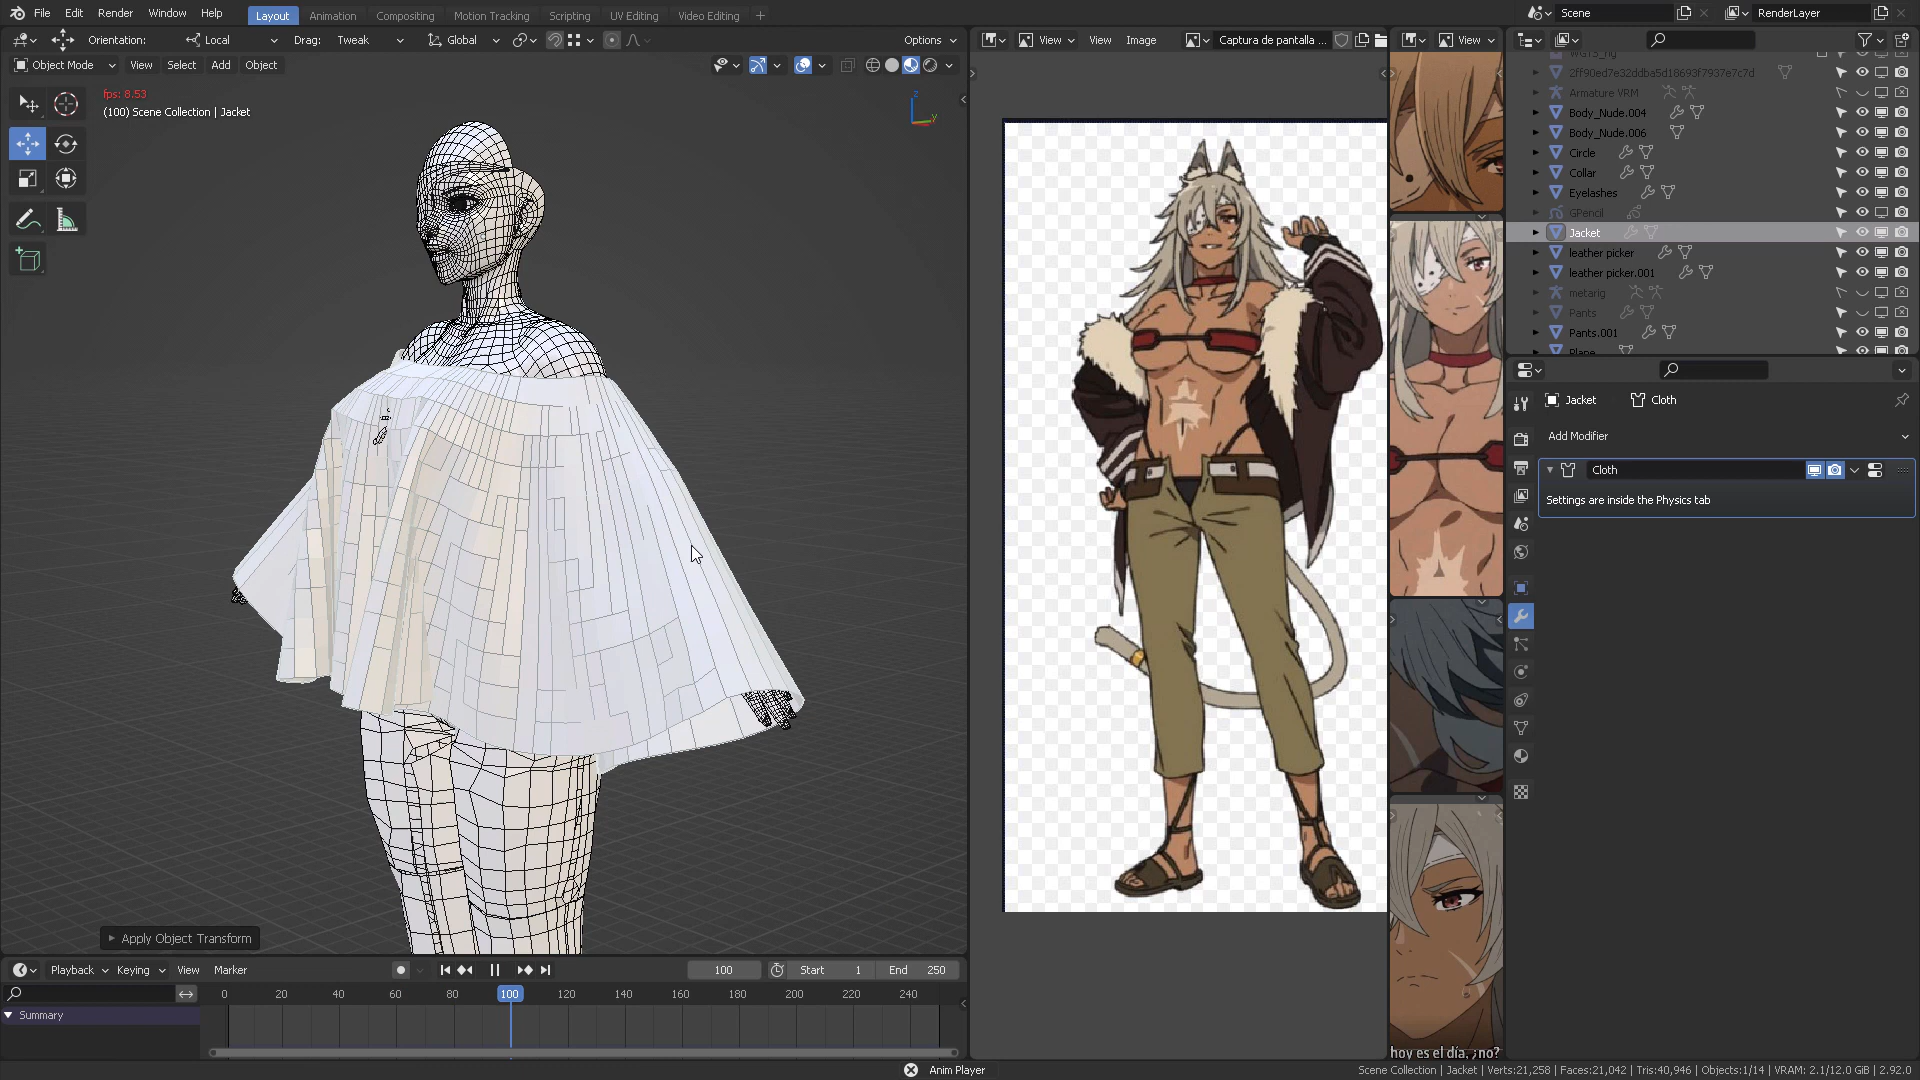 File Edit Render Window Help Layout Animation Compositing Motion Tracking Scripting UV Editing Video Editing Scene RenderLayer
Orientation: Local Drag: Tweak Global Options View View Image Captura de pantalla ... View
Object Mode View Select Add Object
fps: 8.53
(100) Scene Collection | Jacket
z
y
2ff90ed7e32ddba5d18693f7937e7c7d
Armature VRM
Body_Nude.004
Body_Nude.006
Circle
Collar
Eyelashes
GPencil
Jacket
leather picker
leather picker.001
metarig
Pants
Pants.001
Plane
Jacket Cloth
Add Modifier
Cloth
Settings are inside the Physics tab
Apply Object Transform
Playback Keying View Marker 100 Start 1 End 250
0 20 40 60 80 100 120 140 160 180 200 220 240
Summary
hoy es el día, ¿no?
Anim Player
Scene Collection | Jacket | Verts:21,258 | Faces:21,042 | Tris:40,946 | Objects:1/14 | VRAM: 2.1/12.0 GiB | 2.92.0